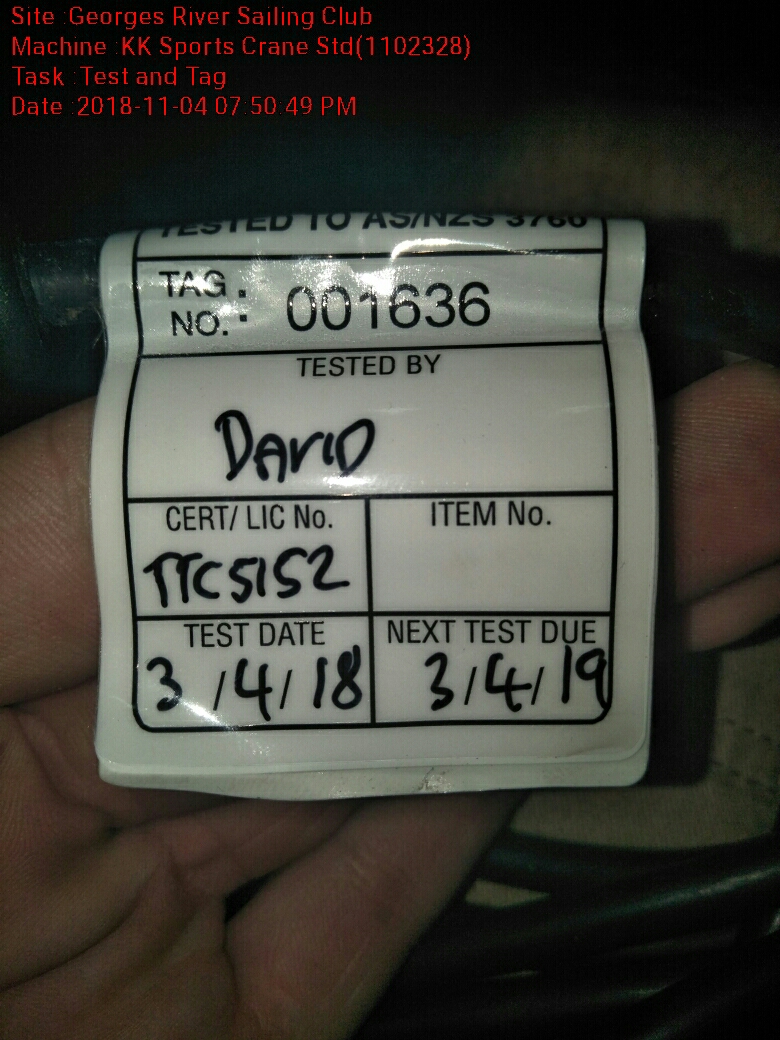 Site :Georges River Sailing Club
Machine :KK Sports Crane Std(1102328)
Task : Test and Tag
Date :2018-11-04 07:50:49 PM
TESTED TO AS/NZS 3760
TAG NO. : 001636
TESTED BY
DAVID
CERT/ LIC No.
ITEM No.
TTC5152
TEST DATE
NEXT TEST DUE
3/4/18
3/4/19